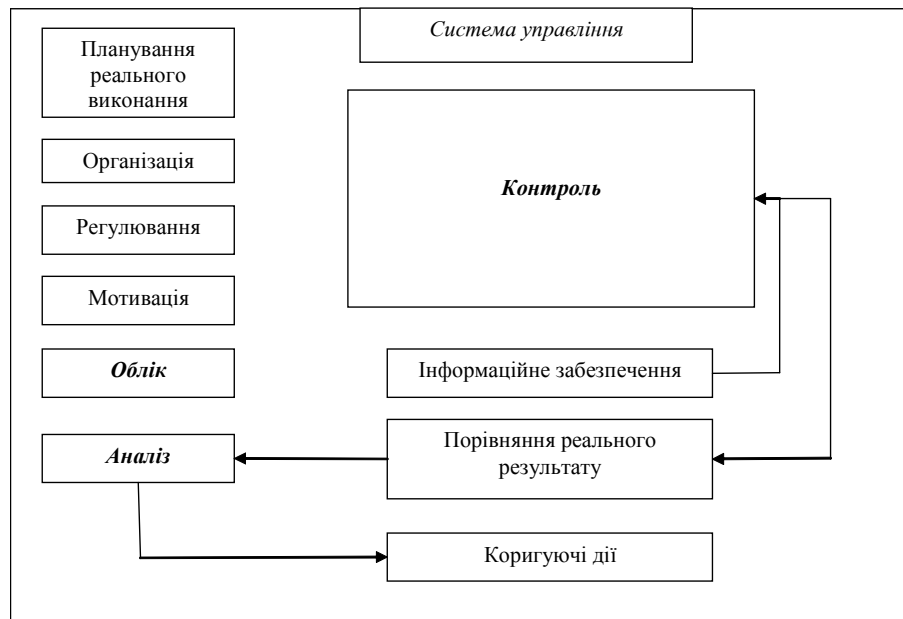 Система управління
Планування
реального
виконання
Організація
Контроль
Регулювання
Мотивація
Облік
Інформаційне забезпечення
Аналіз
Порівняння реального
результату
Коригуючі дії